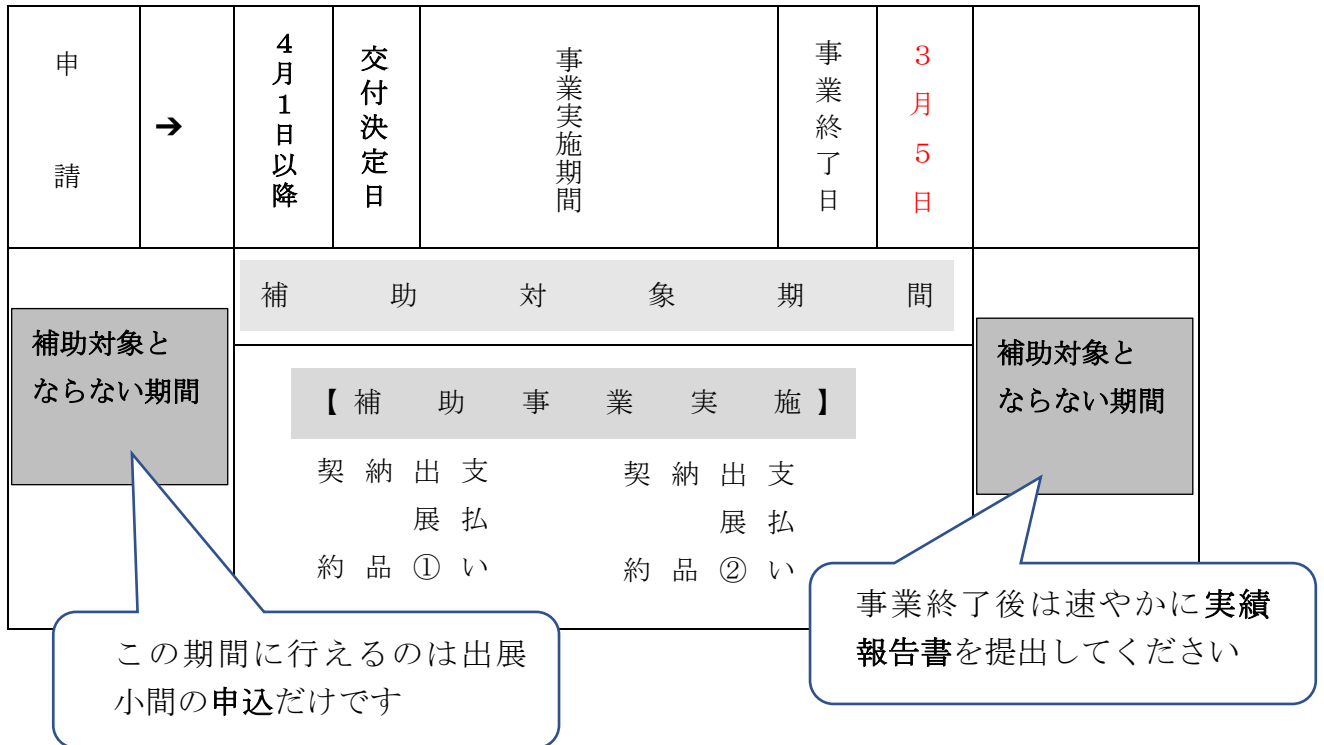 申請
➔
４月１日以降
交付決定日
事業実施期間
事業終了日
３月５日
補助対象期間
補助対象と
ならない期間
【補助事業実施】
契約
納品
出展①
支払い
契約
納品
出展②
支払い
補助対象と
ならない期間
この期間に行えるのは出展
小間の申込だけです
事業終了後は速やかに実績
報告書を提出してください